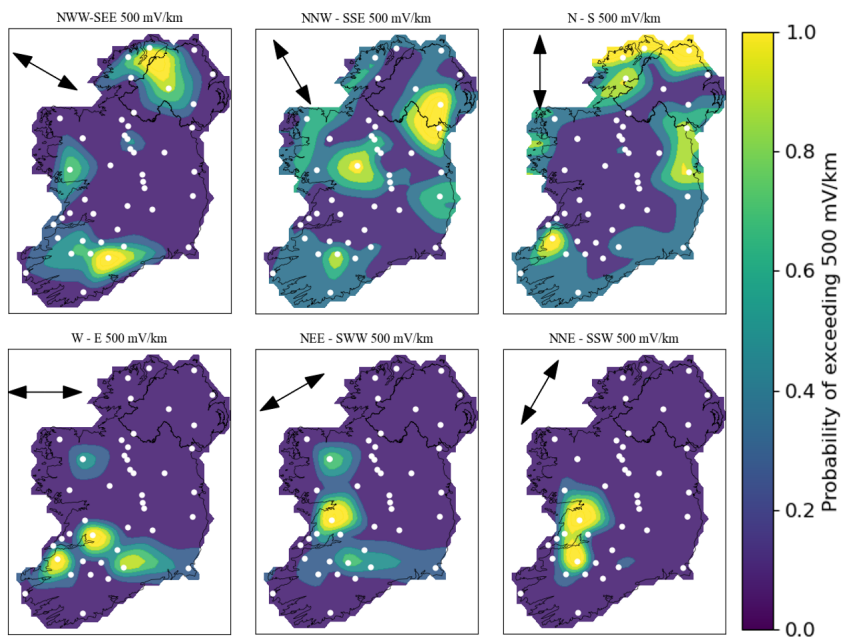 NWW-SEE 500 mV/km
NNW - SSE 500 mV/km
N - S 500 mV/km
W - E 500 mV/km
NEE - SWW 500 mV/km
NNE - SSW 500 mV/km
1.0
0.8
0.6
0.4
0.2
0.0
Probability of exceeding 500 mV/km